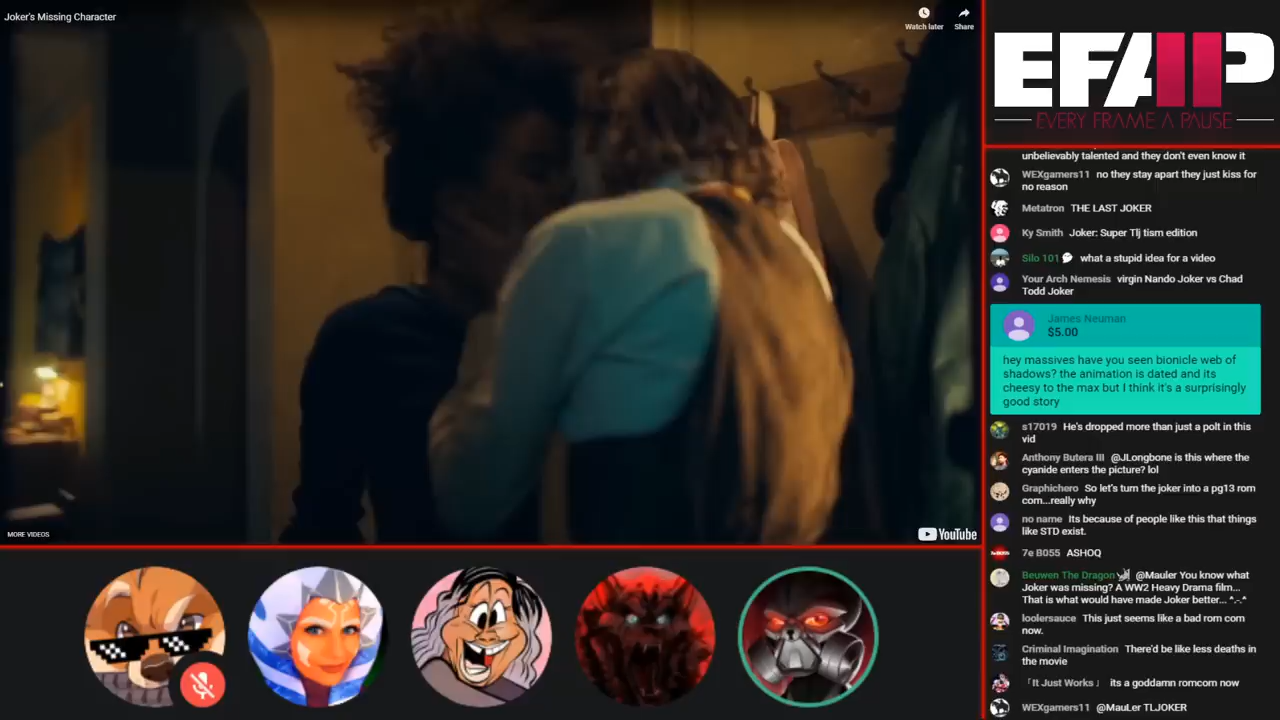 Joker's Missing Character
Watch later
Share
EFAP
EVERY FRAME A PAUSE
unbelievably talented and they don't even know it
WEXgamers11 no they stay apart they just kiss for
no reason
Metatron THE LAST JOKER
Ky Smith Joker: Super Tlj tism edition
Silo 101 what a stupid idea for a video
Your Arch Nemesis virgin Nando Joker vs Chad
Todd Joker
James Neuman
$5.00
hey massives have you seen bionicle web of
shadows? the animation is dated and its
cheesy to the max but I think it's a surprisingly
good story
s17019 He's dropped more than just a polt in this
vid
Anthony Butera III @JLongbone is this where the
cyanide enters the picture? lol
Graphichero So let's turn the joker into a pg13 rom
com...really why
no name Its because of people like this that things
like STD exist.
7e B055 ASHOQ
Beuwen The Dragon @Mauler You know what
Joker was missing? A WW2 Heavy Drama film...
That is what would have made Joker better... ^-.-^
loolersauce This just seems like a bad rom com
now.
Criminal Imagination There'd be like less deaths in
the movie
「It Just Works」 its a goddamn romcom now
WEXgamers11 @MauLer TLJOKER
MORE VIDEOS
YouTube